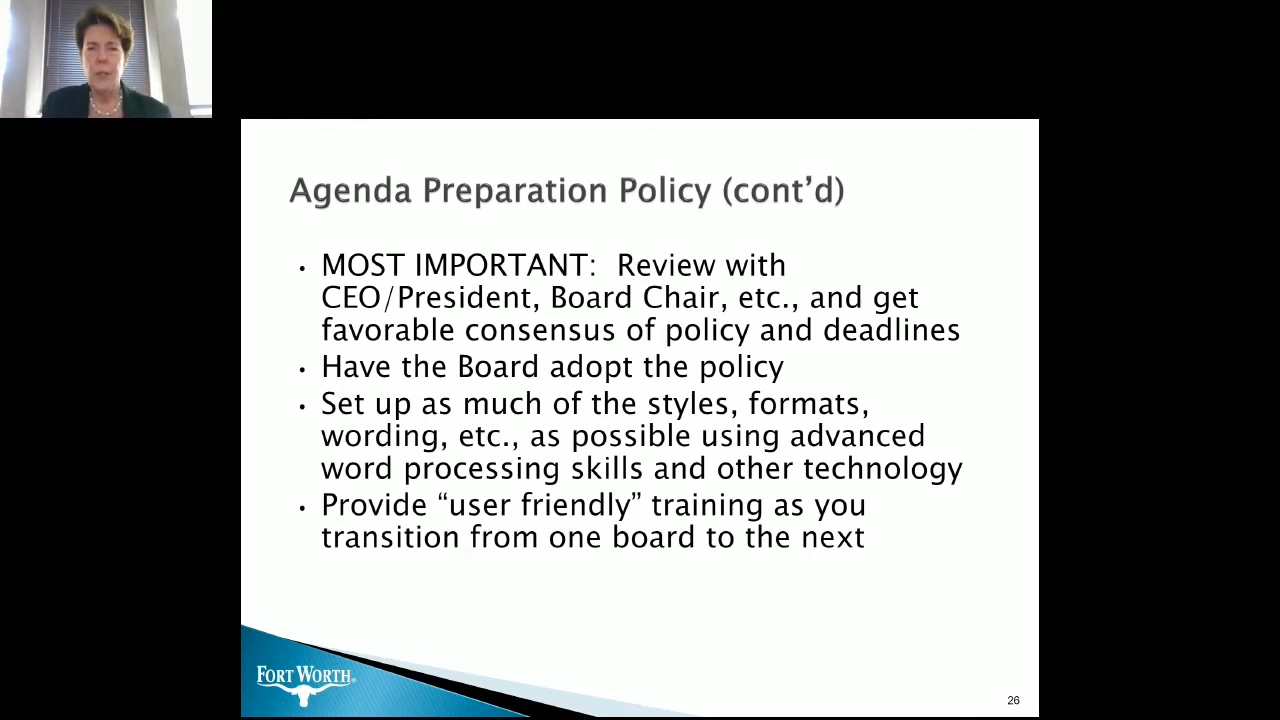 Agenda Preparation Policy (cont’d)
• MOST IMPORTANT:  Review with
CEO/President, Board Chair, etc., and get
favorable consensus of policy and deadlines
• Have the Board adopt the policy
• Set up as much of the styles, formats,
wording, etc., as possible using advanced
word processing skills and other technology
• Provide “user friendly” training as you
transition from one board to the next
FORT WORTH®
26